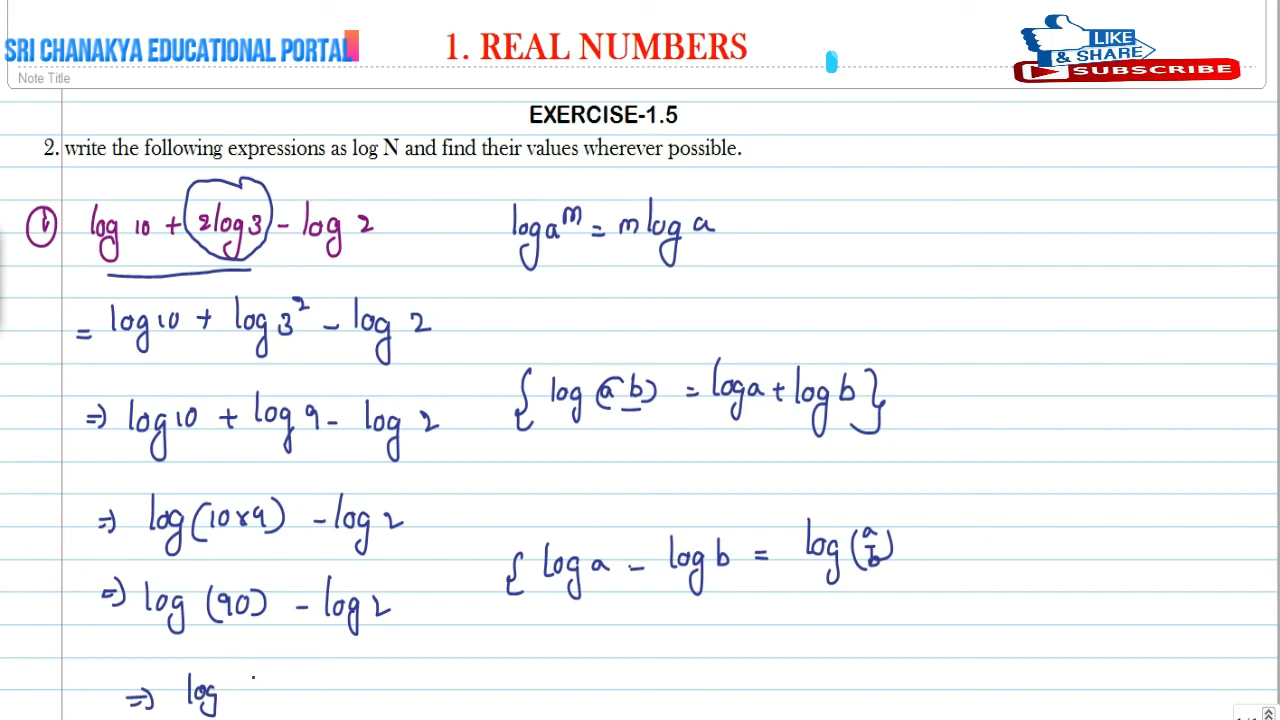 SRI CHANAKYA EDUCATIONAL PORTAL
1. REAL NUMBERS
LIKE
& SHARE
SUBSCRIBE
Note Title
EXERCISE-1.5
2. write the following expressions as log N and find their values wherever possible.
log 10 + 2log3 - log 2
log a^m = m log a
= log 10 + log 3^2 - log 2
{ log (a b) = log a + log b }
⇒ log 10 + log 9 - log 2
⇒ log (10×9) - log 2
{ log a - log b = log (a/b)
⇒ log (90) - log 2
⇒ log